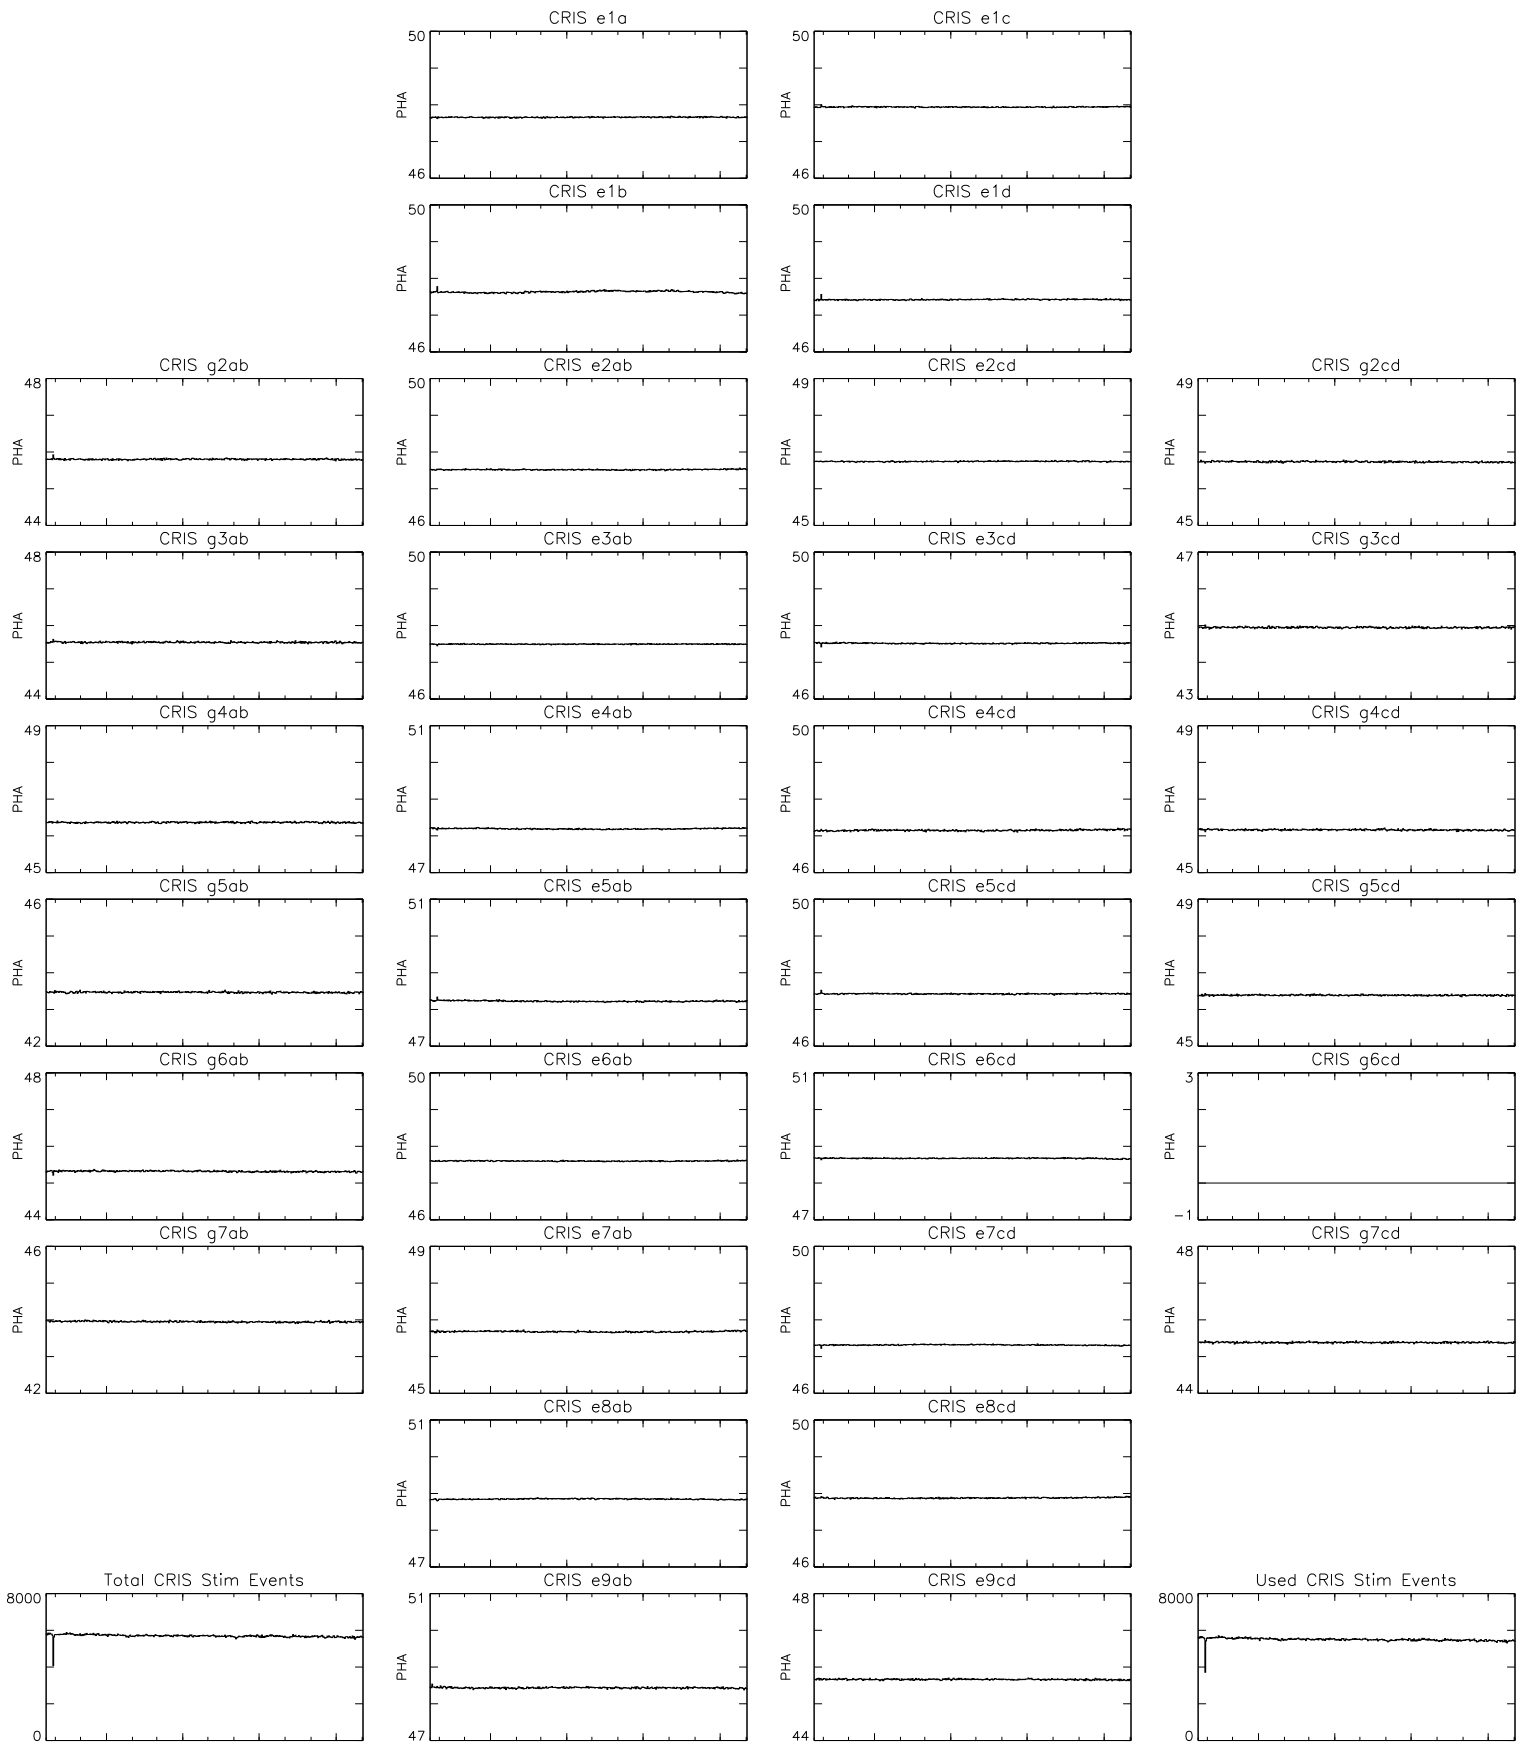 CRIS e1a
50
PHA
46
CRIS e1c
50
PHA
46
CRIS e1b
50
PHA
46
CRIS e1d
50
PHA
46
CRIS g2ab
48
PHA
44
CRIS e2ab
50
PHA
46
CRIS e2cd
49
PHA
45
CRIS g2cd
49
PHA
45
CRIS g3ab
48
PHA
44
CRIS e3ab
50
PHA
46
CRIS e3cd
50
PHA
46
CRIS g3cd
47
PHA
43
CRIS g4ab
49
PHA
45
CRIS e4ab
51
PHA
47
CRIS e4cd
50
PHA
46
CRIS g4cd
49
PHA
45
CRIS g5ab
46
PHA
42
CRIS e5ab
51
PHA
47
CRIS e5cd
50
PHA
46
CRIS g5cd
49
PHA
45
CRIS g6ab
48
PHA
44
CRIS e6ab
50
PHA
46
CRIS e6cd
51
PHA
47
CRIS g6cd
3
PHA
-1
CRIS g7ab
46
PHA
42
CRIS e7ab
49
PHA
45
CRIS e7cd
50
PHA
46
CRIS g7cd
48
PHA
44
CRIS e8ab
51
PHA
47
CRIS e8cd
50
PHA
46
Total CRIS Stim Events
8000
0
CRIS e9ab
51
PHA
47
CRIS e9cd
48
PHA
44
Used CRIS Stim Events
8000
0